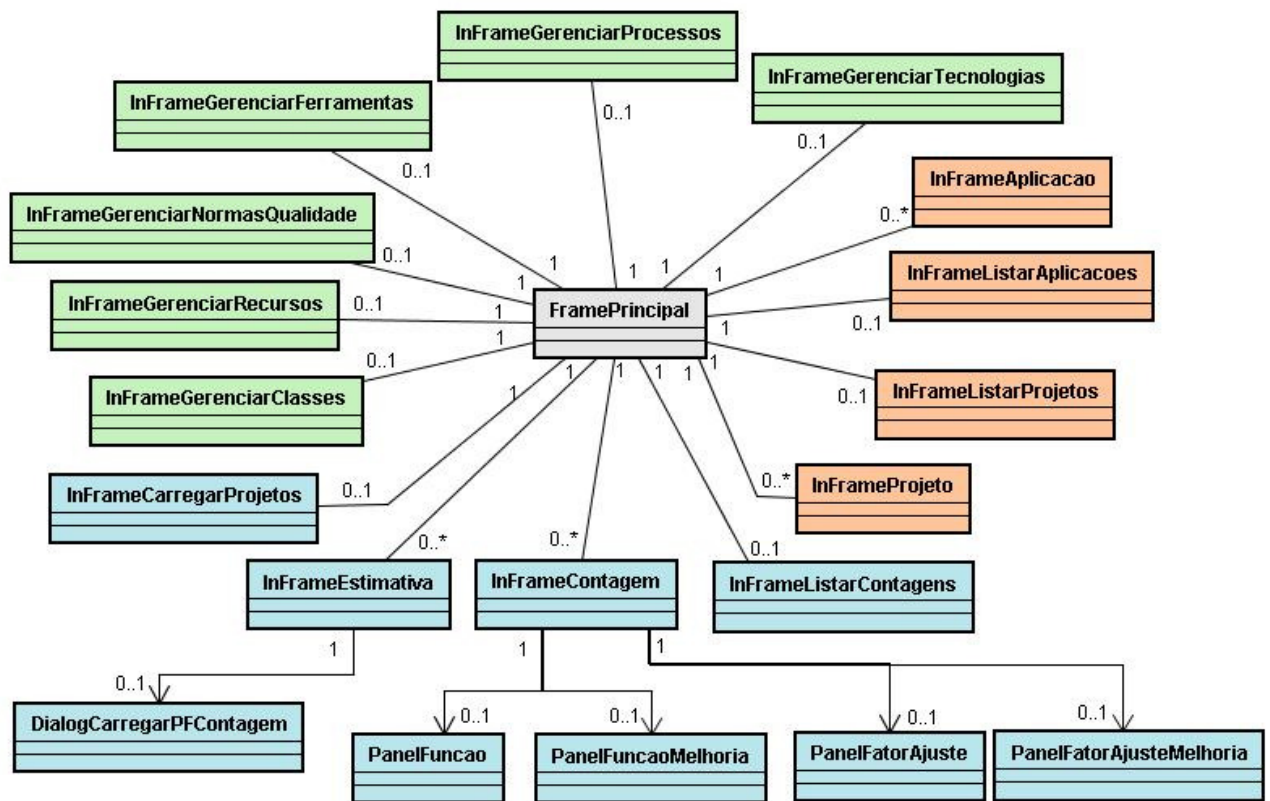 InFrameGerenciarProcessos
InFrameGerenciarTecnologias
InFrameGerenciarFerramentas
0..1
0..1
0..1
InFrameAplicacao
InFrameGerenciarNormasQualidade
0..*
0..1
1
1
1
1
1
InFrameListarAplicacoes
InFrameGerenciarRecursos
0..1
1
FramePrincipal
1
0..1
1
0..1
1
1
1
1
1
1
1
InFrameListarProjetos
0..1
InFrameGerenciarClasses
InFrameCarregarProjetos
0..1
0..*
InFrameProjeto
0..*
0..*
0..1
InFrameEstimativa
InFrameContagem
InFrameListarContagens
1
1
1
0..1
DialogCarregarPFContagem
0..1
0..1
0..1
0..1
PanelFuncao
PanelFuncaoMelhoria
PanelFatorAjuste
PanelFatorAjusteMelhoria